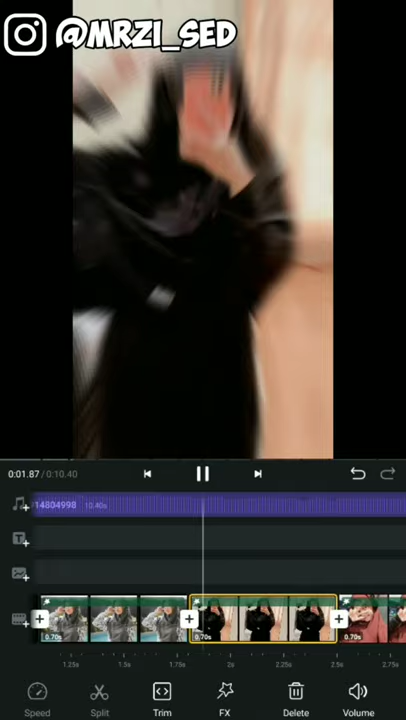 @MRZI_SED
0:01.87 / 0:10.40
14804998 10.40s
0.70s 0.70s 0.70s
1.25s 1.5s 1.75s 2s 2.25s 2.5s 2.75s
Speed Split Trim FX Delete Volume